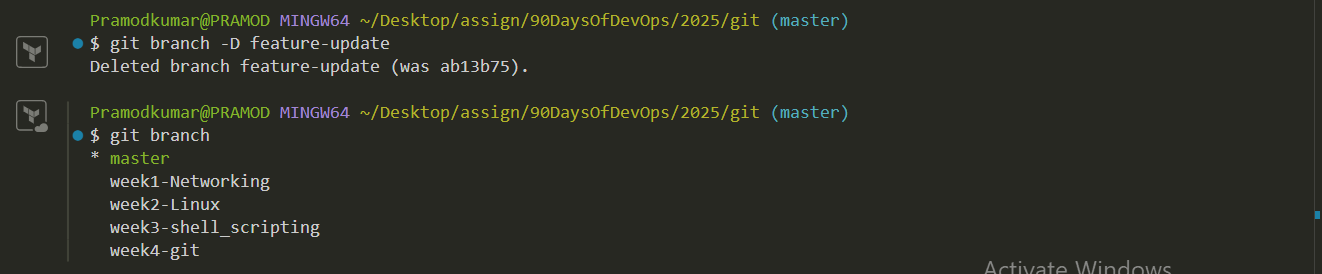 Pramodkumar@PRAMOD MINGW64 ~/Desktop/assign/90DaysOfDevOps/2025/git (master)
$ git branch -D feature-update
Deleted branch feature-update (was ab13b75).
Pramodkumar@PRAMOD MINGW64 ~/Desktop/assign/90DaysOfDevOps/2025/git (master)
$ git branch
* master
week1-Networking
week2-Linux
week3-shell_scripting
week4-git
Activate Windows